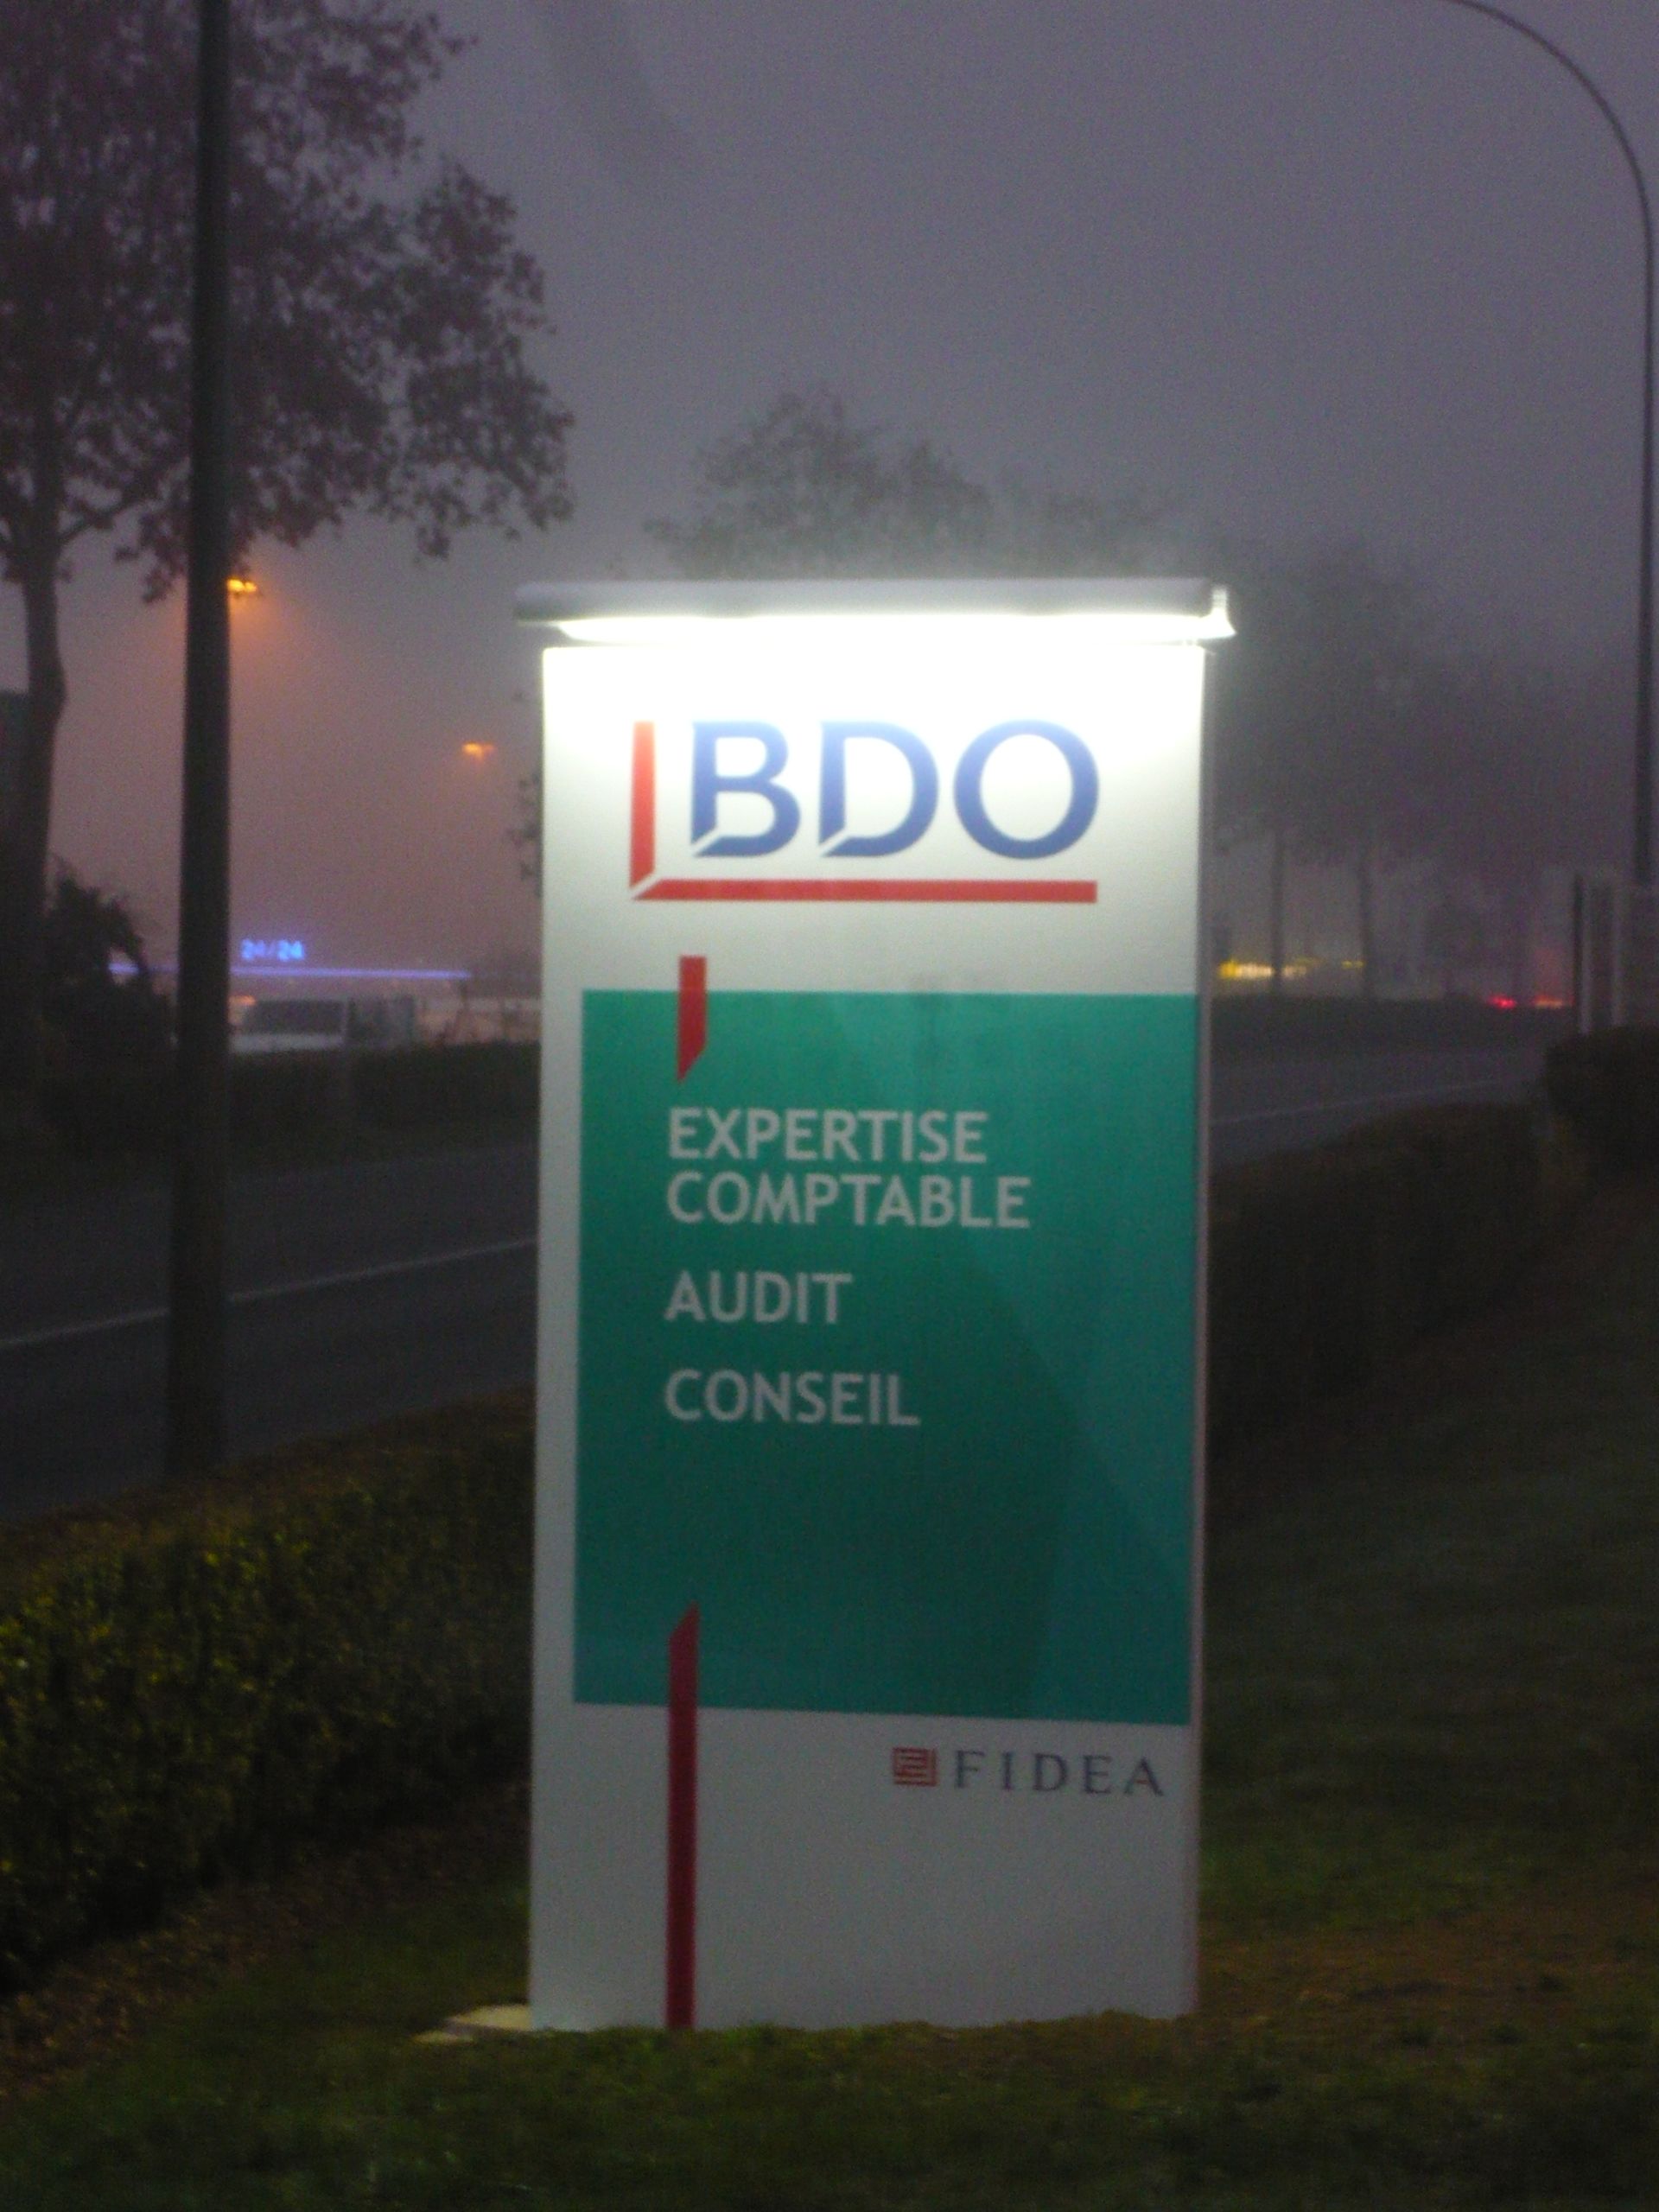 24/24
BDO
EXPERTISE
COMPTABLE
AUDIT
CONSEIL
FIDEA